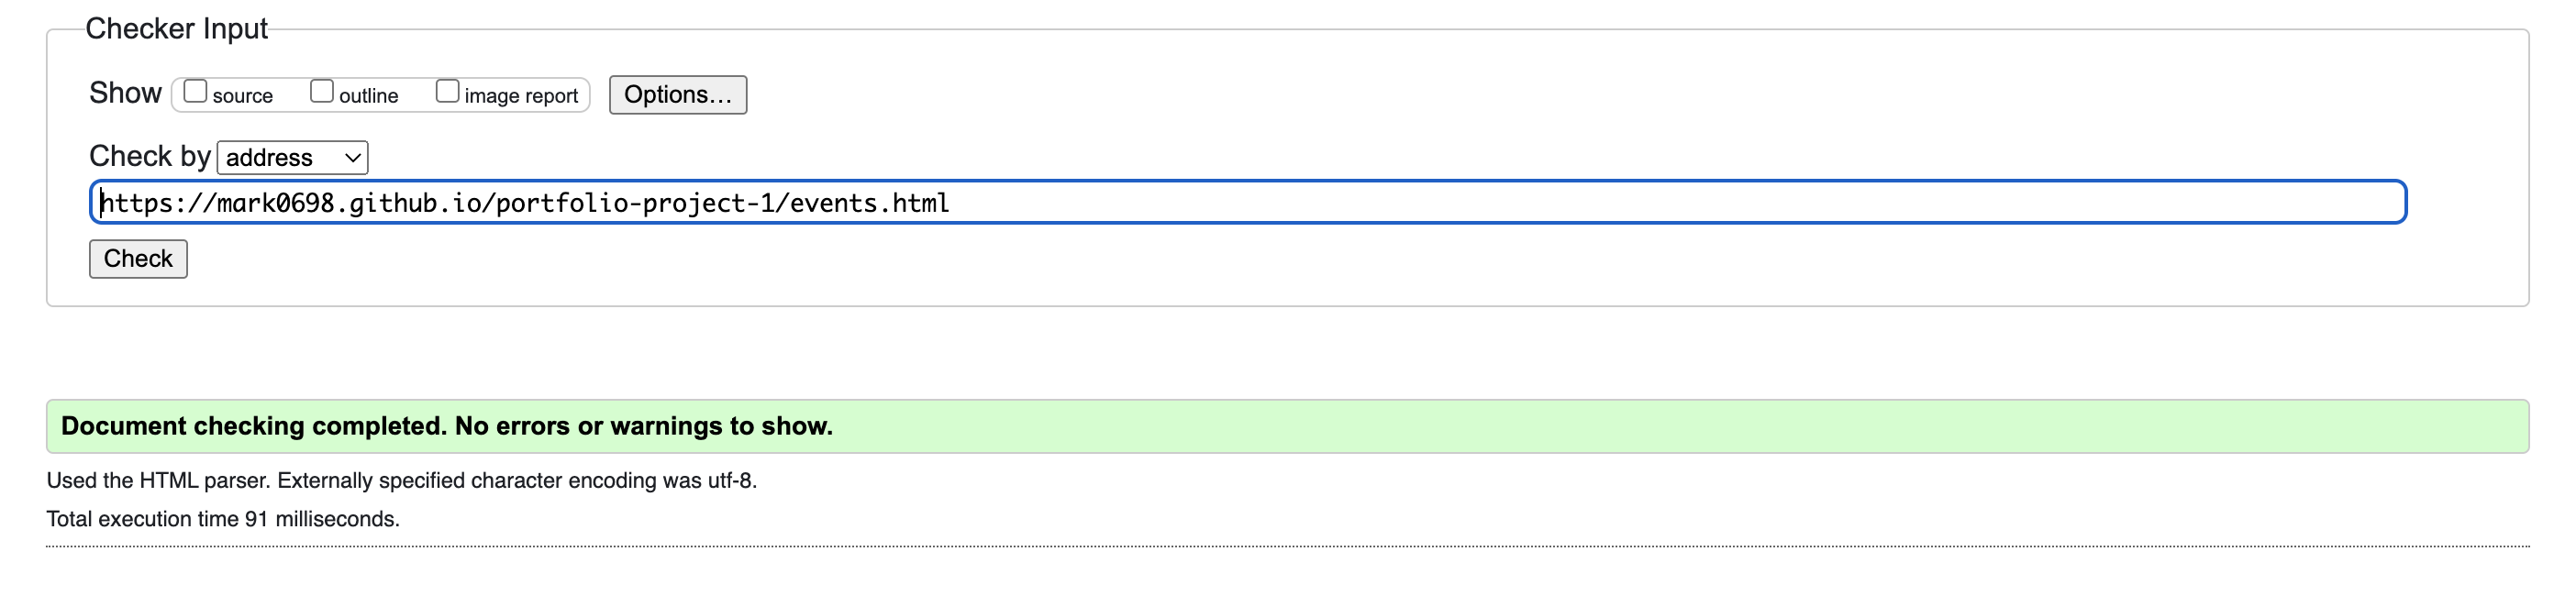 Checker Input
Show source outline image report Options...
Check by address
https://mark0698.github.io/portfolio-project-1/events.html
Check
Document checking completed. No errors or warnings to show.
Used the HTML parser. Externally specified character encoding was utf-8.
Total execution time 91 milliseconds.